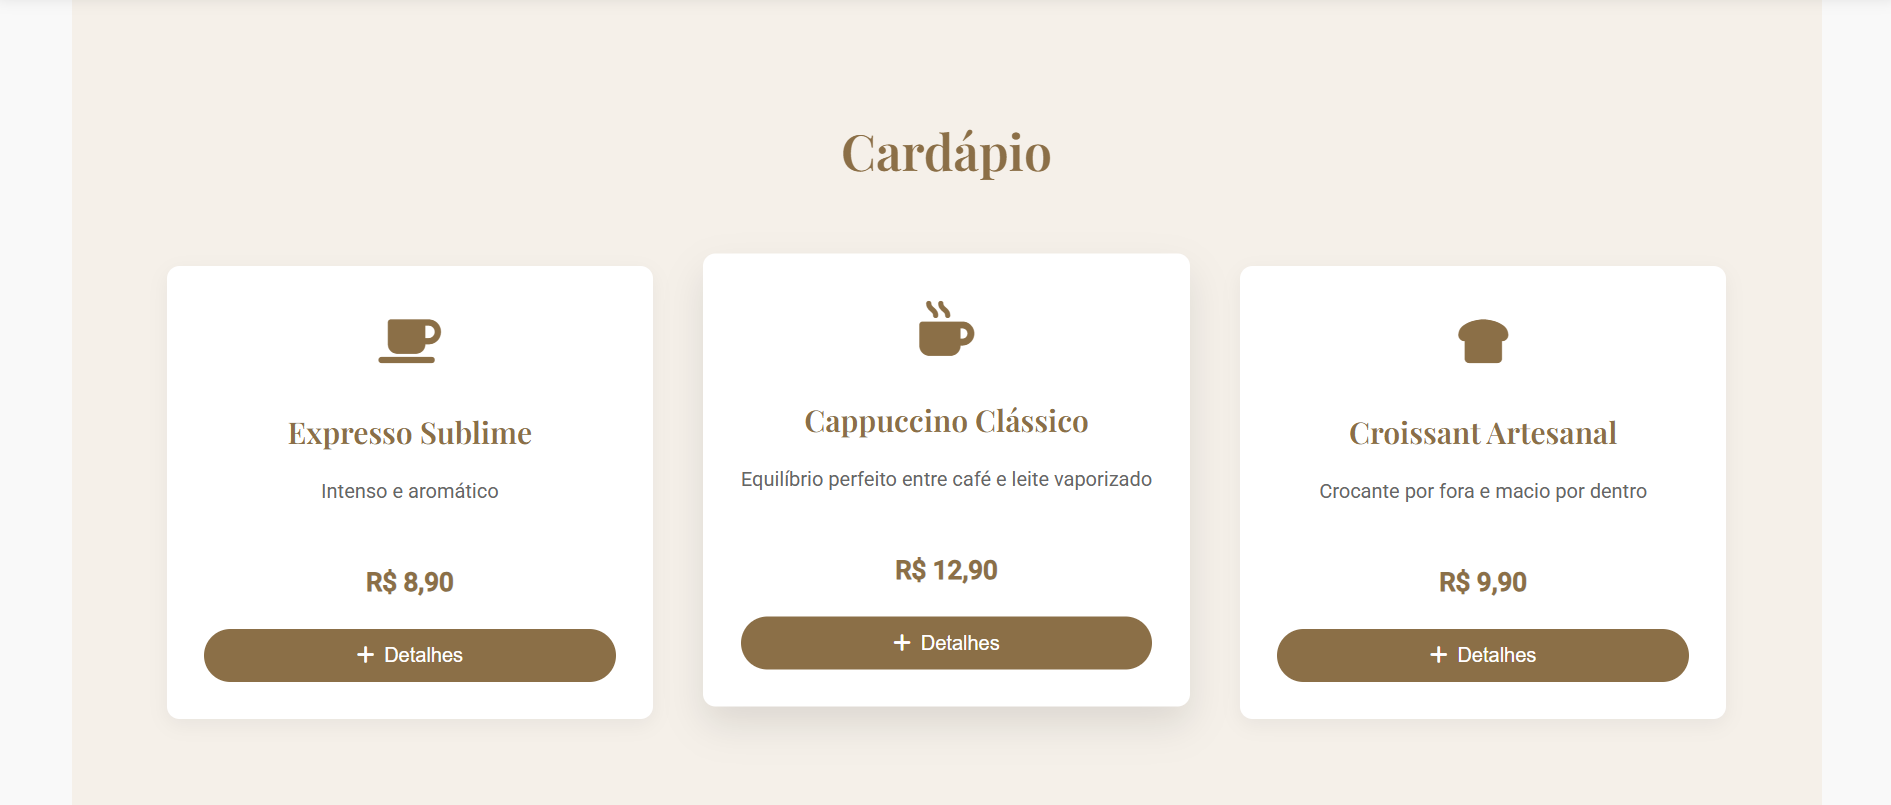 Cardápio
Expresso Sublime
Intenso e aromático
R$ 8,90
+ Detalhes
Cappuccino Clássico
Equilíbrio perfeito entre café e leite vaporizado
R$ 12,90
+ Detalhes
Croissant Artesanal
Crocante por fora e macio por dentro
R$ 9,90
+ Detalhes